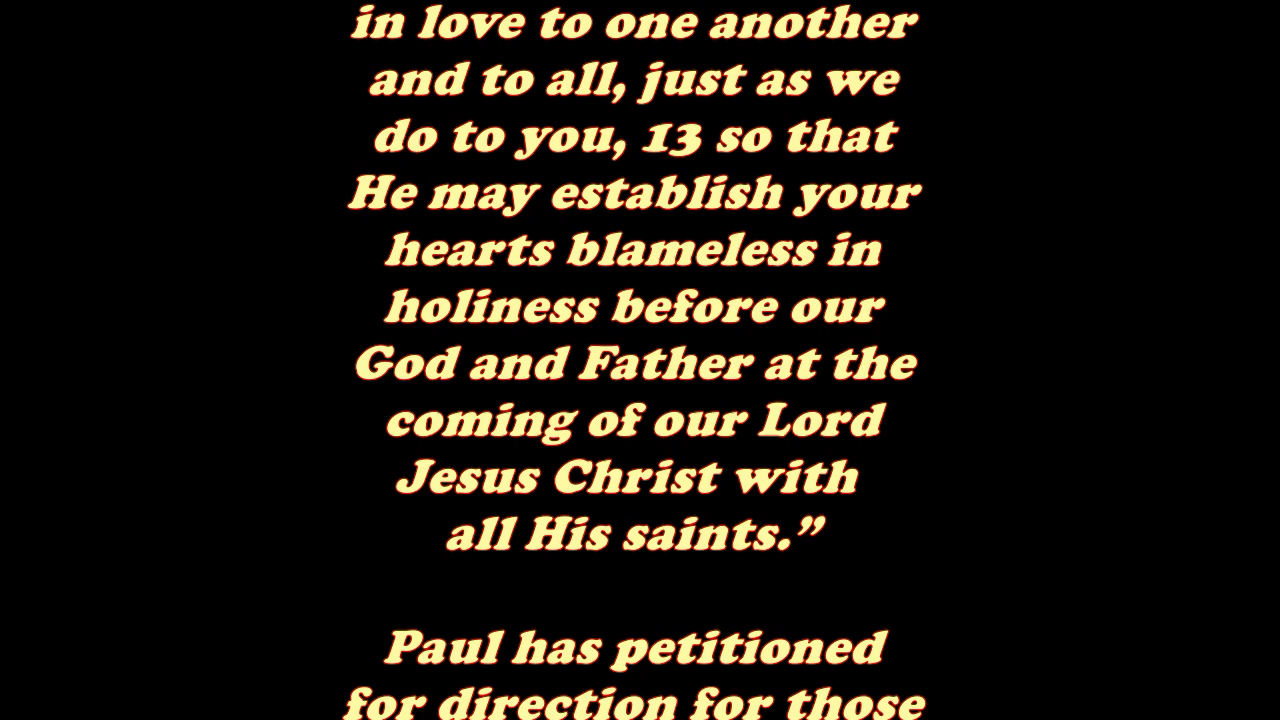 in love to one another
and to all, just as we
do to you, 13 so that
He may establish your
hearts blameless in
holiness before our
God and Father at the
coming of our Lord
Jesus Christ with
all His saints.”
Paul has petitioned
for direction for those